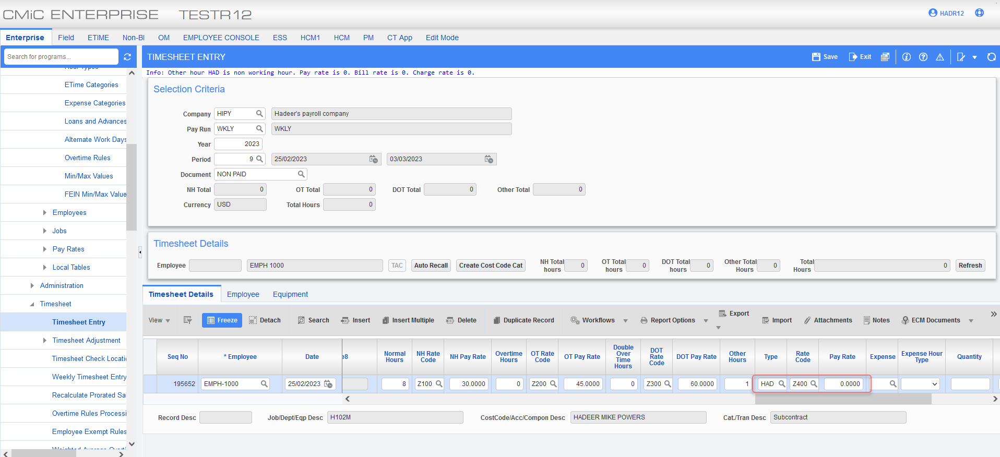 CMiC ENTERPRISE TESTR12
HADR12
Enterprise Field ETIME Non-BI OM EMPLOYEE CONSOLE ESS HCM1 HCM PM CT App Edit Mode
Search for programs...
TIMESHEET ENTRY
Save Exit
Info: Other hour HAD is non working hour. Pay rate is 0. Bill rate is 0. Charge rate is 0.
Hour Types
ETime Categories
Expense Categories
Loans and Advances
Alternate Work Days
Overtime Rules
Min/Max Values
FEIN Min/Max Value
Employees
Jobs
Pay Rates
Local Tables
Administration
Timesheet
Timesheet Entry
Timesheet Adjustment
Timesheet Check Locati
Weekly Timesheet Entry
Recalculate Prorated Sa
Overtime Rules Processi
Employee Exempt Rules
Weighted Average Overti
Selection Criteria
Company HIPY Hadeer's payroll company
Pay Run WKLY WKLY
Year 2023
Period 9 25/02/2023 03/03/2023
Document NON PAID
NH Total 0 OT Total 0 DOT Total 0 Other Total 0
Currency USD Total Hours 0
Timesheet Details
Employee EMPH 1000 TAC Auto Recall Create Cost Code Cat NH Total hours 0 OT Total hours 0 DOT Total hours 0 Other Total Hours 0 Total Hours 0 Refresh
Timesheet Details Employee Equipment
View Freeze Detach Search Insert Insert Multiple Delete Duplicate Record Workflows Report Options Export Import Attachments Notes ECM Documents
Seq No * Employee Date e8 Normal Hours NH Rate Code NH Pay Rate Overtime Hours OT Rate Code OT Pay Rate Double Over Time Hours DOT Rate Code DOT Pay Rate Other Hours Type Rate Code Pay Rate Expense Expense Hour Type Quantity
195652 EMPH-1000 25/02/2023 8 Z100 30.0000 0 Z200 45.0000 0 Z300 60.0000 1 HAD Z400 0.0000
Record Desc Job/Dept/Eqp Desc H102M CostCode/Acc/Compon Desc HADEER MIKE POWERS Cat./Tran Desc Subcontract